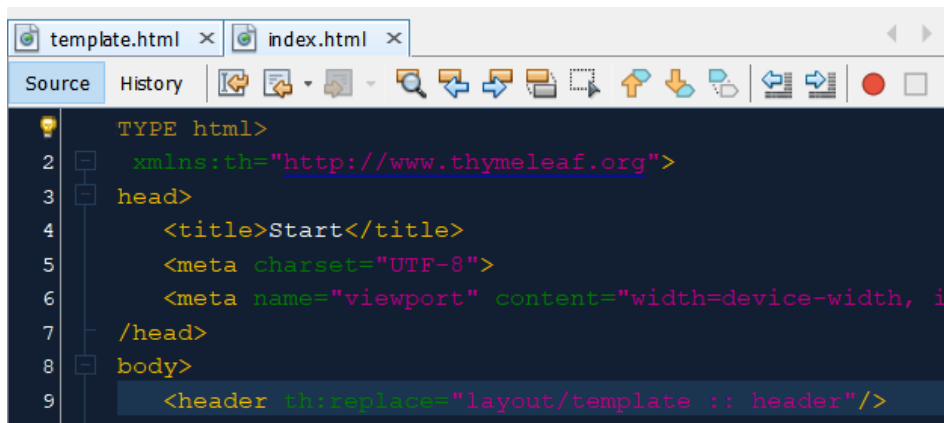 template.html × index.html ×
Source History
TYPE html>
2 xmlns:th="http://www.thymeleaf.org">
3 head>
4 <title>Start</title>
5 <meta charset="UTF-8">
6 <meta name="viewport" content="width=device-width, i
7 /head>
8 body>
9 <header th:replace="layout/template :: header"/>